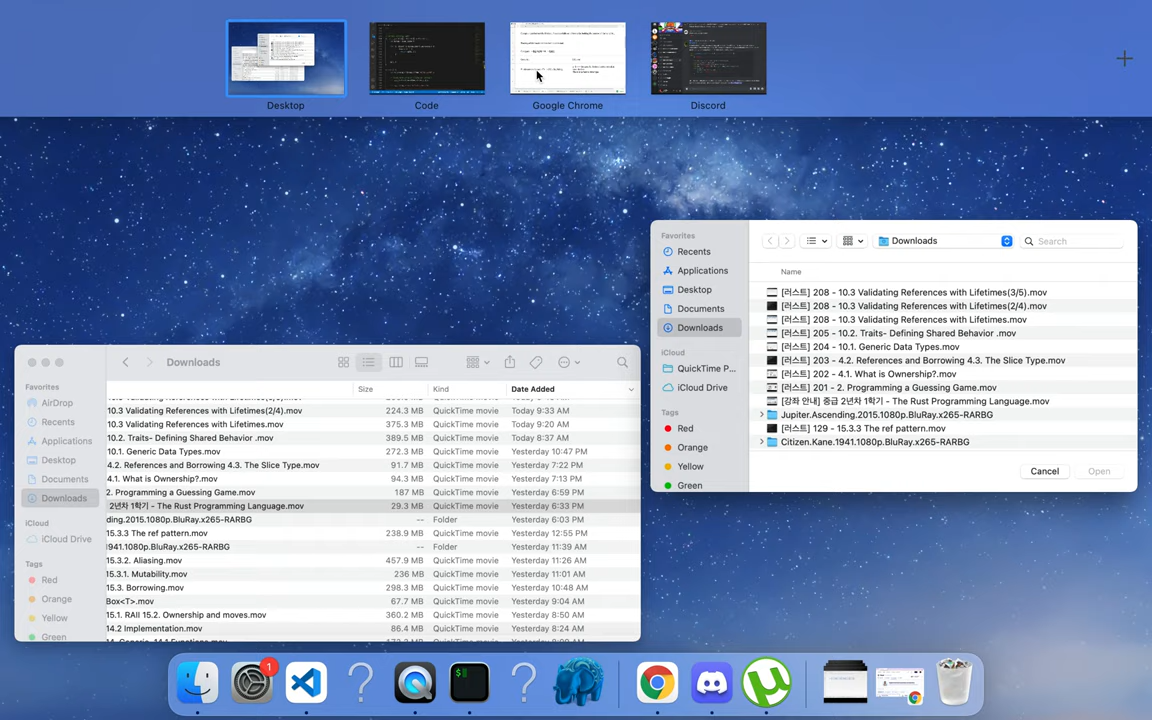 Desktop
Code
Google Chrome
Discord
Favorites
Recents
Applications
Desktop
Documents
Downloads
iCloud
QuickTime P...
iCloud Drive
Tags
Red
Orange
Yellow
Green
Downloads
Search
Name
[러스트] 208 - 10.3 Validating References with Lifetimes(3/5).mov
[러스트] 208 - 10.3 Validating References with Lifetimes(2/4).mov
[러스트] 208 - 10.3 Validating References with Lifetimes.mov
[러스트] 205 - 10.2. Traits- Defining Shared Behavior .mov
[러스트] 204 - 10.1. Generic Data Types.mov
[러스트] 203 - 4.2. References and Borrowing 4.3. The Slice Type.mov
[러스트] 202 - 4.1. What is Ownership?.mov
[러스트] 201 - 2. Programming a Guessing Game.mov
[강좌 안내] 중급 2년차 1학기 - The Rust Programming Language.mov
Jupiter.Ascending.2015.1080p.BluRay.x265-RARBG
[러스트] 129 - 15.3.3 The ref pattern.mov
Citizen.Kane.1941.1080p.BluRay.x265-RARBG
Cancel
Open
Downloads
Favorites
AirDrop
Recents
Applications
Desktop
Documents
Downloads
iCloud
iCloud Drive
Tags
Red
Orange
Yellow
Green
Size Kind Date Added
10.3 Validating References with Lifetimes(2/4).mov 224.3 MB QuickTime movie Today 9:33 AM
10.3 Validating References with Lifetimes.mov 375.3 MB QuickTime movie Today 9:20 AM
10.2. Traits- Defining Shared Behavior .mov 389.5 MB QuickTime movie Today 8:37 AM
10.1. Generic Data Types.mov 272.3 MB QuickTime movie Yesterday 10:47 PM
4.2. References and Borrowing 4.3. The Slice Type.mov 91.7 MB QuickTime movie Yesterday 7:22 PM
4.1. What is Ownership?.mov 94.3 MB QuickTime movie Yesterday 7:13 PM
2. Programming a Guessing Game.mov 187 MB QuickTime movie Yesterday 6:59 PM
2년차 1학기 - The Rust Programming Language.mov 29.3 MB QuickTime movie Yesterday 6:33 PM
ding.2015.1080p.BluRay.x265-RARBG -- Folder Yesterday 6:03 PM
15.3.3 The ref pattern.mov 238.9 MB QuickTime movie Yesterday 12:55 PM
1941.1080p.BluRay.x265-RARBG -- Folder Yesterday 11:39 AM
15.3.2. Aliasing.mov 457.9 MB QuickTime movie Yesterday 11:26 AM
15.3.1. Mutability.mov 236 MB QuickTime movie Yesterday 11:01 AM
15.3. Borrowing.mov 298.3 MB QuickTime movie Yesterday 10:48 AM
Box<T>.mov 67.7 MB QuickTime movie Yesterday 9:04 AM
15.1. RAII 15.2. Ownership and moves.mov 360.2 MB QuickTime movie Yesterday 8:50 AM
14.2 Implementation.mov 86.4 MB QuickTime movie Yesterday 8:24 AM
1